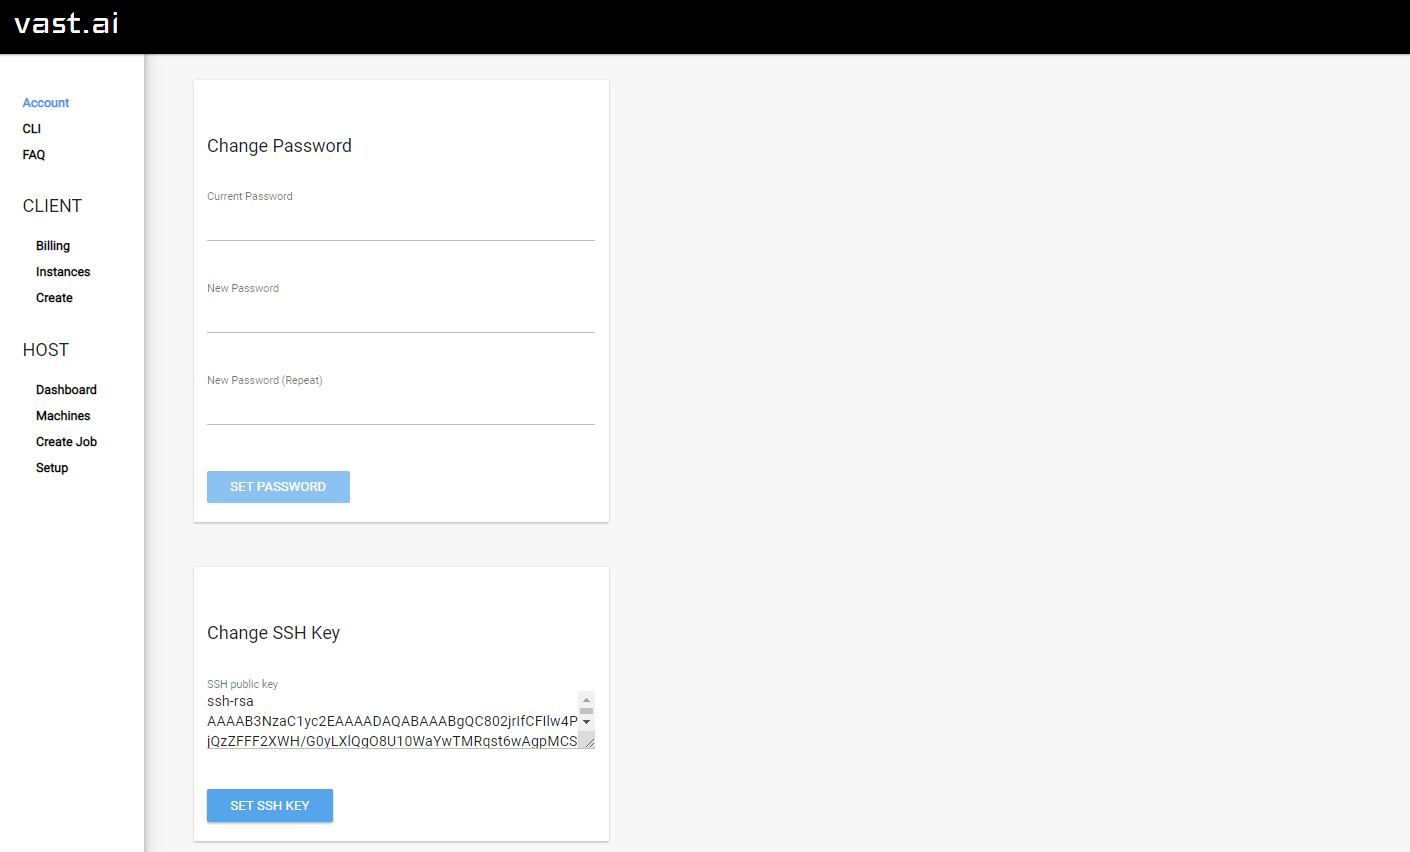 vast.ai
Account
CLI
FAQ
CLIENT
Billing
Instances
Create
HOST
Dashboard
Machines
Create Job
Setup
Change Password
Current Password
New Password
New Password (Repeat)
SET PASSWORD
Change SSH Key
SSH public key
ssh-rsa
AAAAB3NzaC1yc2EAAAADAQABAAABgQC802jrIfCFIlw4P
jQzZFFF2XWH/G0yLXlQgO8U10WaYwTMRqst6wAgpMCS
SET SSH KEY